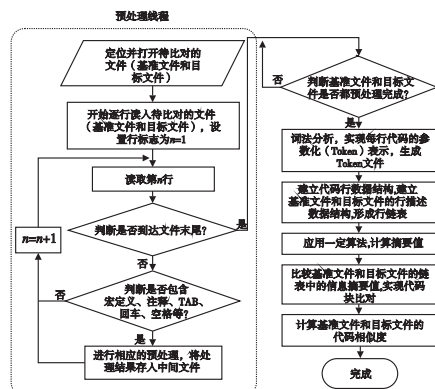 预处理线程
定位并打开待比对的
文件（基准文件和目
标文件）
开始逐行读入待比对的文件
（基准文件和目标文件），设
置行标志为n=1
读取第n行
判断是否到达文件末尾?
是
否
n=n+1
判断是否包含
宏定义、注释、TAB、
回车、空格等?
否
是
进行相应的预处理，将处
理结果存入中间文件
判断基准文件和目标文
件是否都预处理完成?
否
是
词法分析，实现每行代码的参
数化（Token）表示，生成
Token文件
建立代码行数据结构,建立
基准文件和目标文件的行描述
数据结构,形成行链表
应用一定算法,计算摘要值
比较基准文件和目标文件的链
表中的信息摘要值,实现代码
块比对
计算基准文件和目标文件的
代码相似度
完成